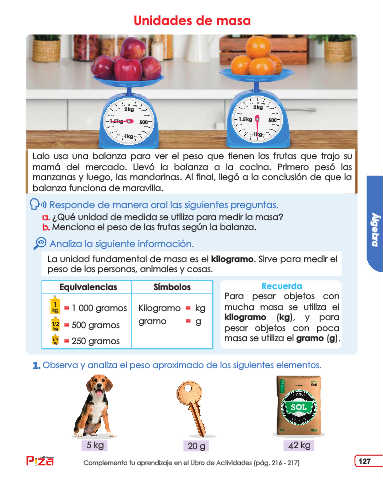 Unidades de masa
2kg
1.5kg
500
1kg
2kg
1.5kg
500
1kg
Lalo usa una balanza para ver el peso que tienen las frutas que trajo su
mamá del mercado. Llevó la balanza a la cocina. Primero pesó las
manzanas y luego, las mandarinas. Al final, llegó a la conclusión de que la
balanza funciona de maravilla.
Responde de manera oral las siguientes preguntas.
a. ¿Qué unidad de medida se utiliza para medir la masa?
b. Menciona el peso de las frutas según la balanza.
Analiza la siguiente información.
La unidad fundamental de masa es el kilogramo. Sirve para medir el
peso de las personas, animales y cosas.
Equivalencias
Símbolos
1 kg = 1 000 gramos
1/2 = 500 gramos
1/4 = 250 gramos
Kilogramo = kg
gramo = g
Recuerda
Para pesar objetos con
mucha masa se utiliza el
kilogramo (kg), y para
pesar objetos con poca
masa se utiliza el gramo (g).
Álgebra
1. Observa y analiza el peso aproximado de los siguientes elementos.
SOL
5 kg
20 g
42 kg
Pizá
Complementa tu aprendizaje en el Libro de Actividades (pág. 216 - 217)
127